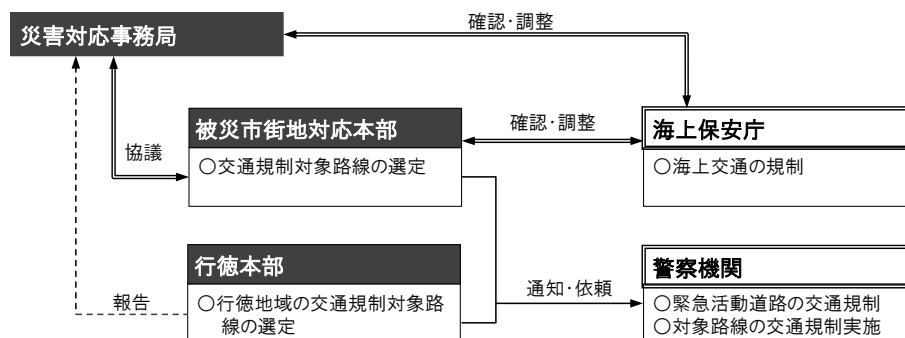 災害対応事務局
確認・調整
被災市街地対応本部
○交通規制対象路線の選定
確認・調整
海上保安庁
○海上交通の規制
協議
行徳本部
○行徳地域の交通規制対象路
線の選定
報告
通知・依頼
警察機関
○緊急活動道路の交通規制
○対象路線の交通規制実施